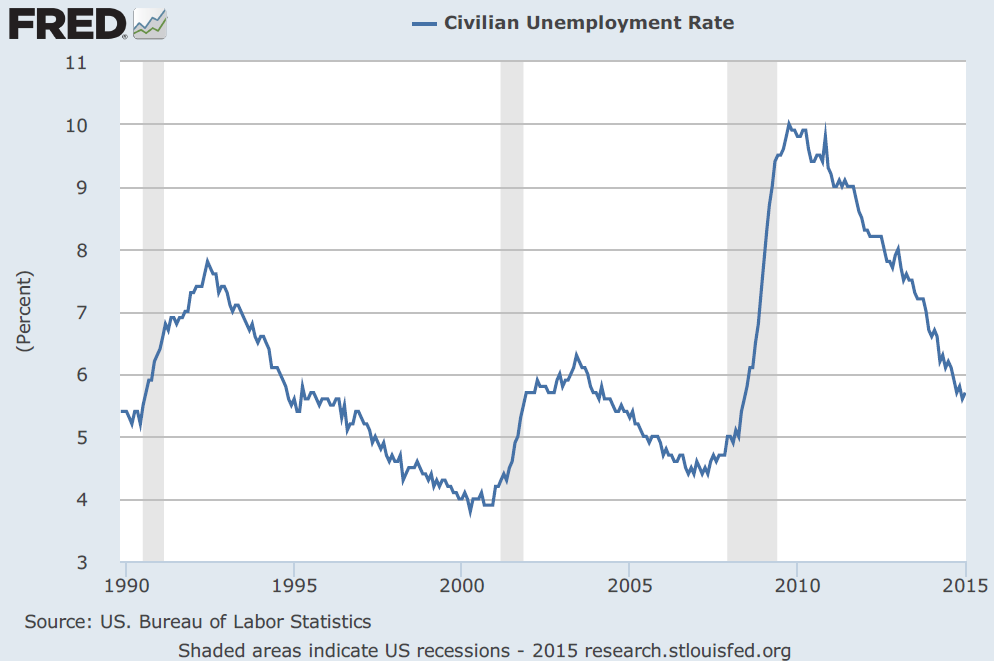 FRED
Civilian Unemployment Rate
11
10
9
8
7
6
5
4
3
(Percent)
1990 1995 2000 2005 2010 2015
Source: US. Bureau of Labor Statistics
Shaded areas indicate US recessions - 2015 research.stlouisfed.org